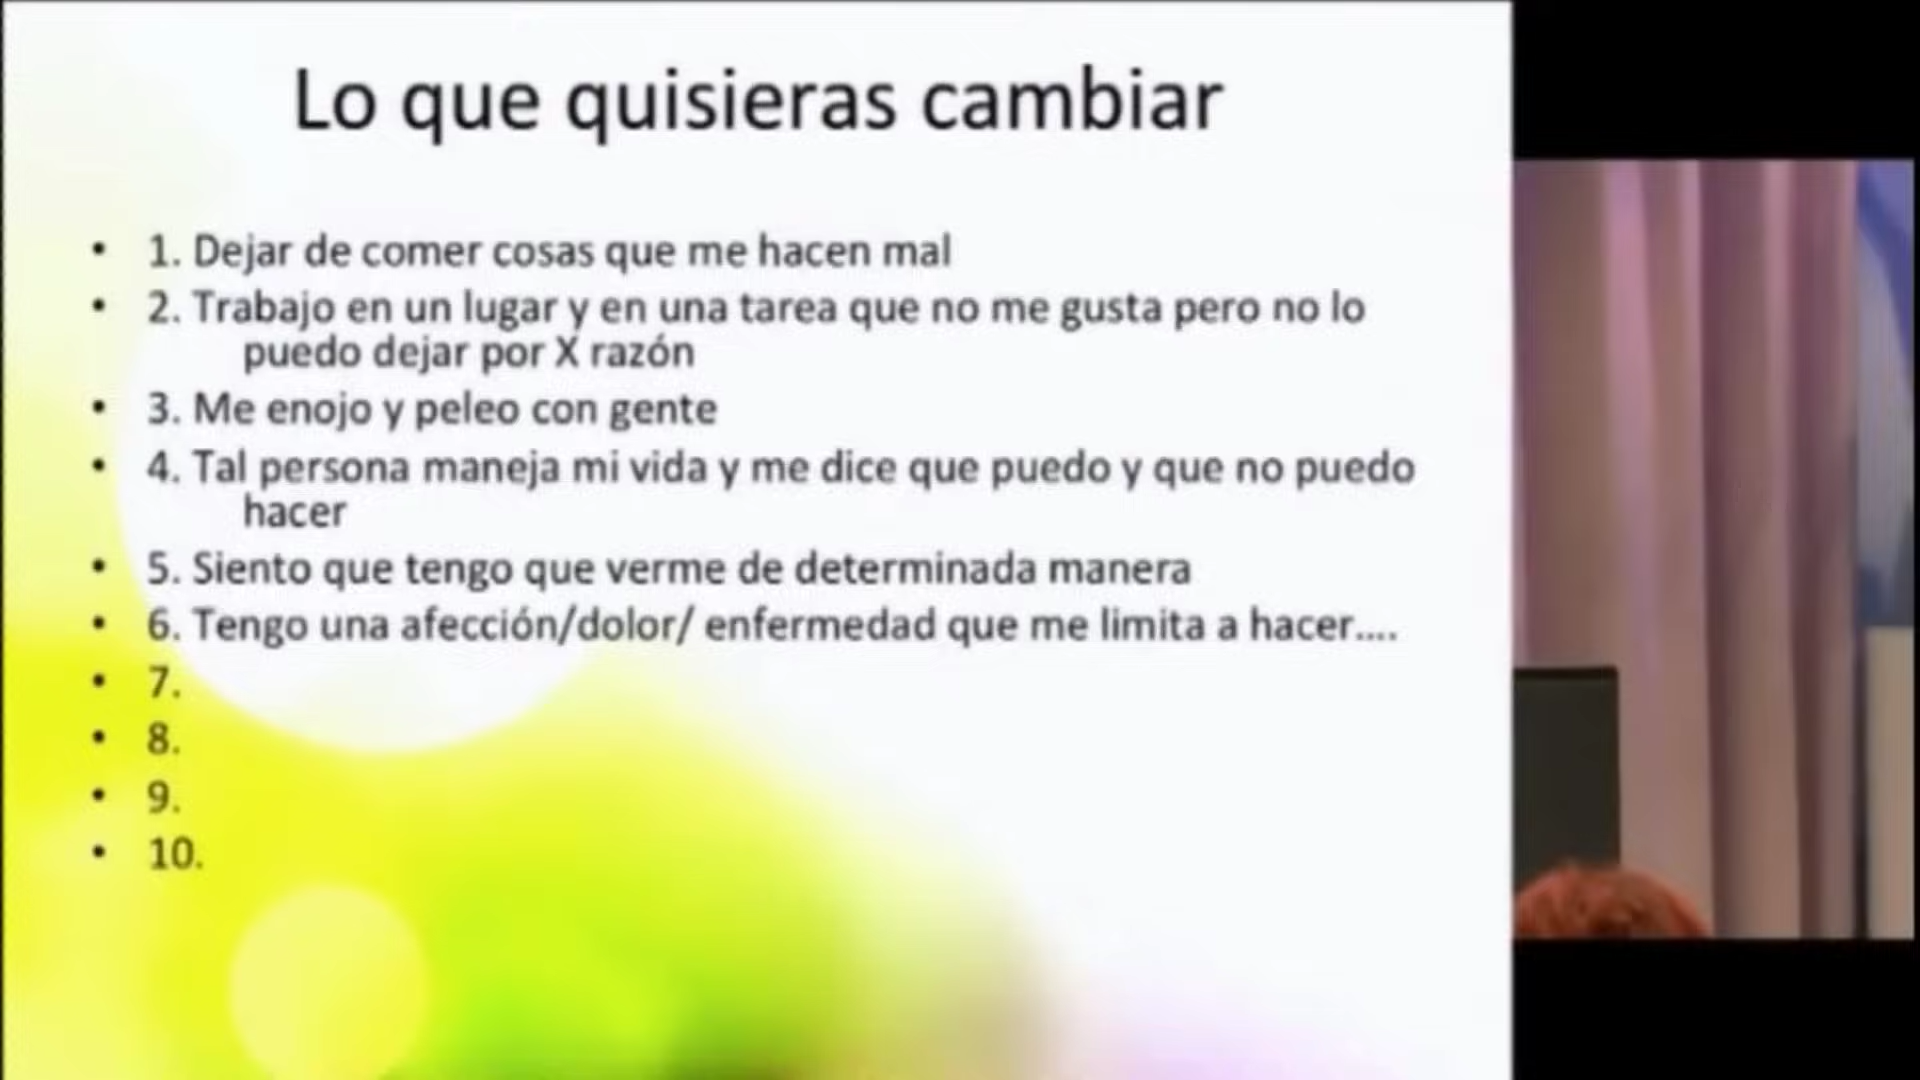 Lo que quisieras cambiar
• 1. Dejar de comer cosas que me hacen mal
• 2. Trabajo en un lugar y en una tarea que no me gusta pero no lo
puedo dejar por X razón
• 3. Me enojo y peleo con gente
• 4. Tal persona maneja mi vida y me dice que puedo y que no puedo
hacer
• 5. Siento que tengo que verme de determinada manera
• 6. Tengo una afección/dolor/ enfermedad que me limita a hacer....
• 7.
• 8.
• 9.
• 10.